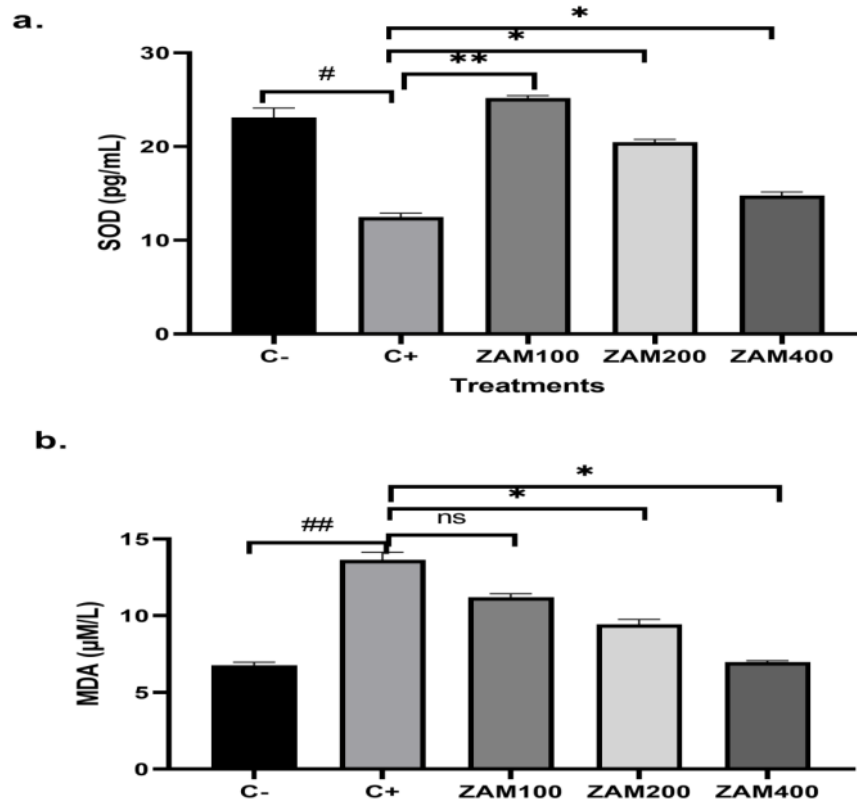 a.
*
*
**
#
30
20
10
0
SOD (pg/mL)
C- C+ ZAM100 ZAM200 ZAM400
Treatments
b.
*
*
ns
##
15
10
5
0
MDA (µM/L)
C- C+ ZAM100 ZAM200 ZAM400